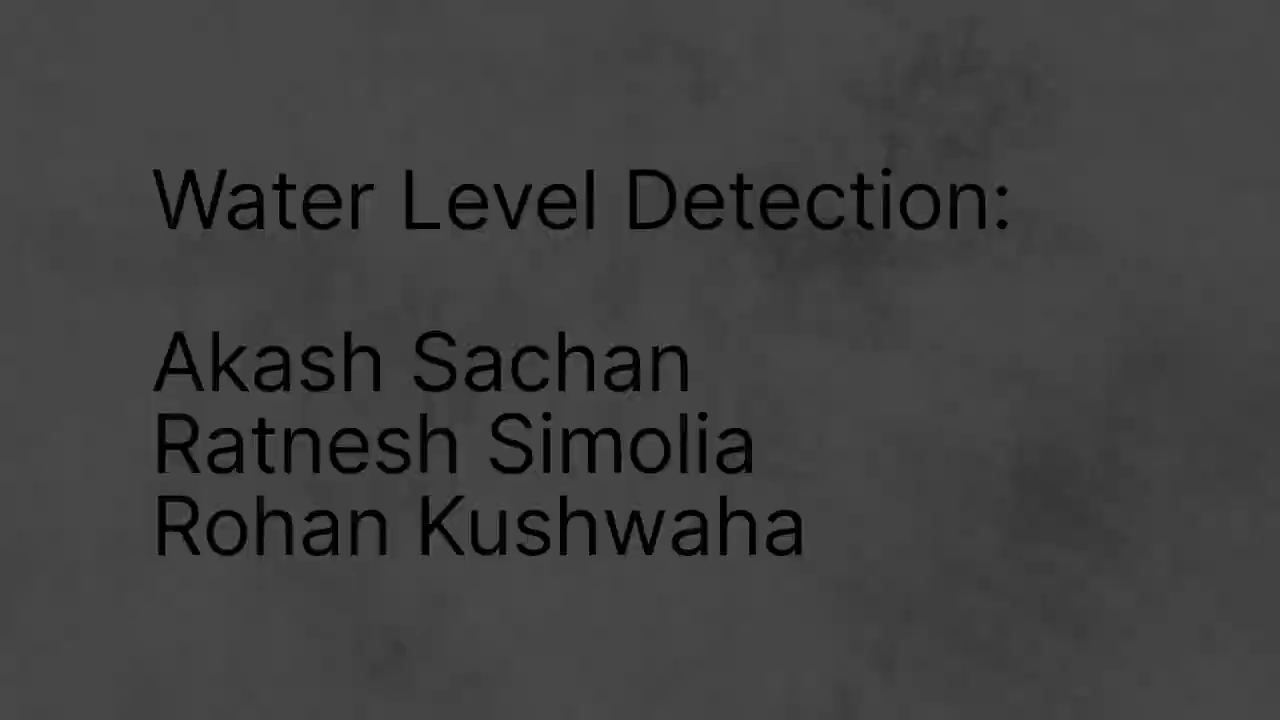 Water Level Detection:
Akash Sachan
Ratnesh Simolia
Rohan Kushwaha